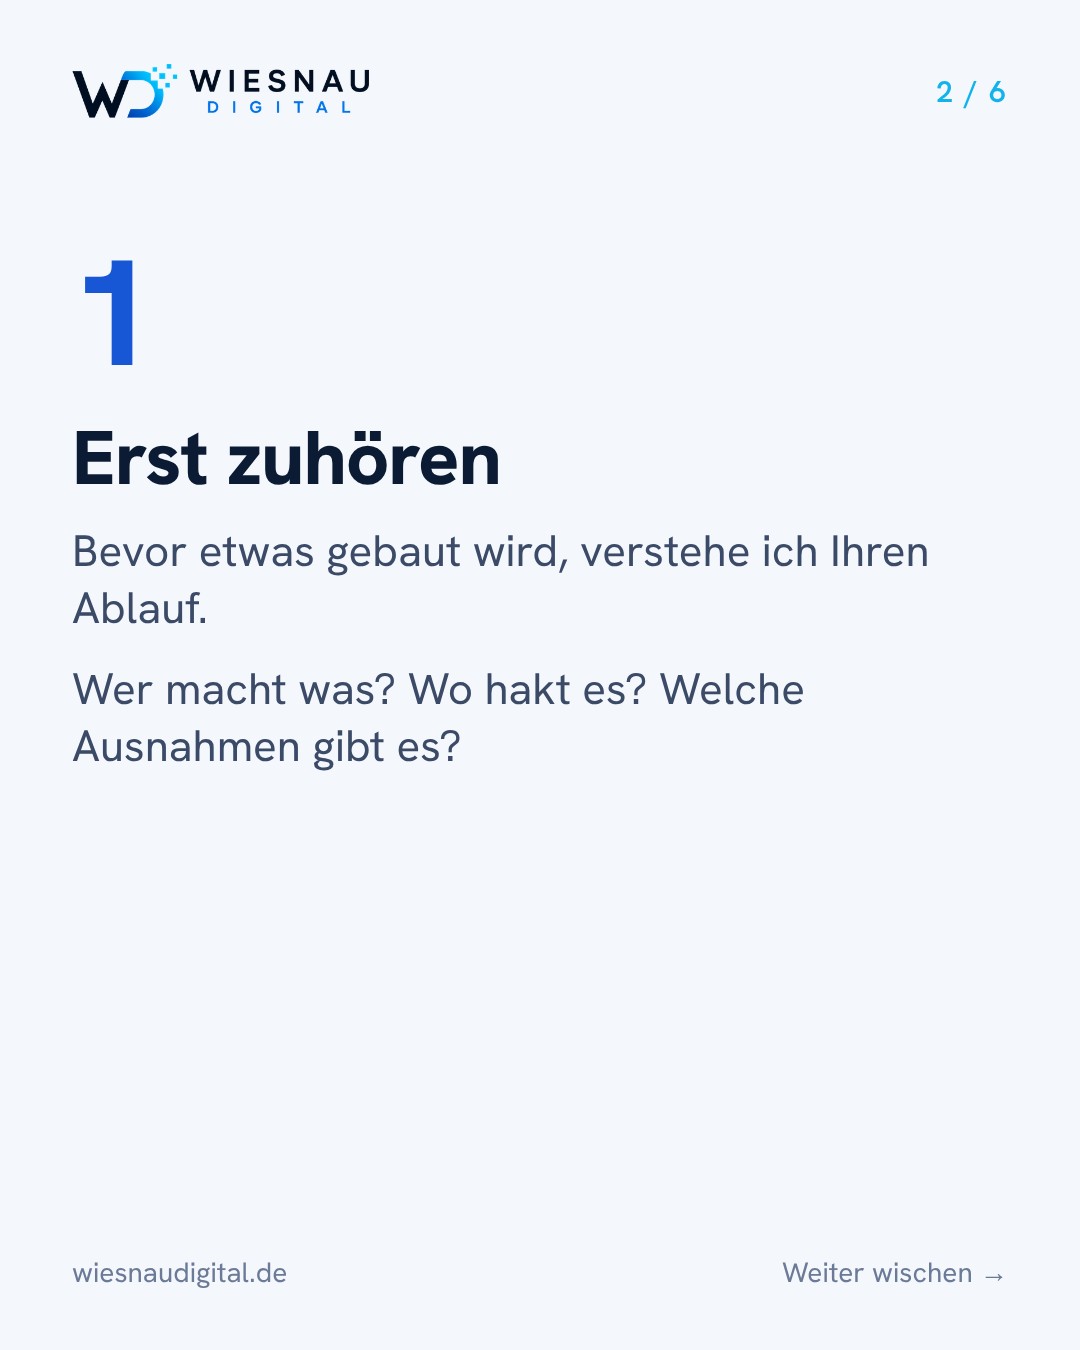 WD WIESNAU
DIGITAL
2 / 6
1
Erst zuhören
Bevor etwas gebaut wird, verstehe ich Ihren
Ablauf.
Wer macht was? Wo hakt es? Welche
Ausnahmen gibt es?
wiesnaudigital.de
Weiter wischen →